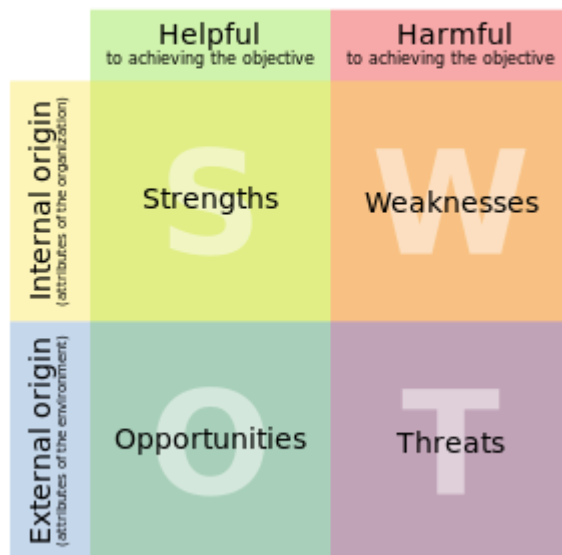 Helpful
to achieving the objective
Harmful
to achieving the objective
Internal origin
(attributes of the organization)
S
Strengths
W
Weaknesses
External origin
(attributes of the environment)
O
Opportunities
T
Threats